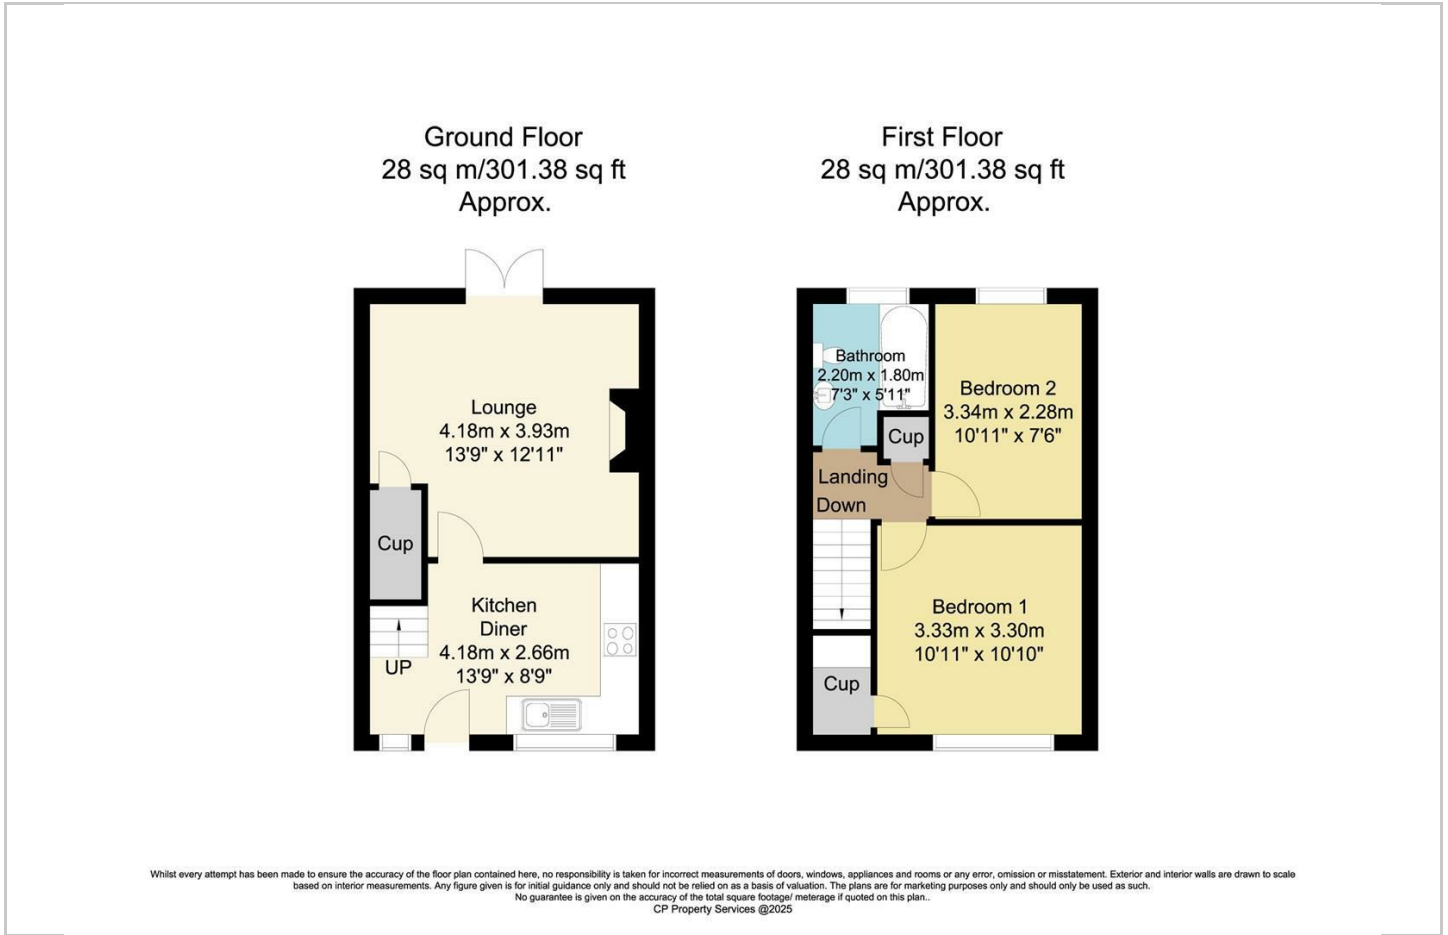 Ground Floor
28 sq m/301.38 sq ft
Approx.
Lounge
4.18m x 3.93m
13'9" x 12'11"
Cup
Kitchen
Diner
4.18m x 2.66m
13'9" x 8'9"
UP
First Floor
28 sq m/301.38 sq ft
Approx.
Bathroom
2.20m x 1.80m
7'3" x 5'11"
Bedroom 2
3.34m x 2.28m
10'11" x 7'6"
Cup
Landing
Down
Bedroom 1
3.33m x 3.30m
10'11" x 10'10"
Cup
Whilst every attempt has been made to ensure the accuracy of the floor plan contained here, no responsibility is taken for incorrect measurements of doors, windows, appliances and rooms or any error, omission or misstatement. Exterior and interior walls are drawn to scale
based on interior measurements. Any figure given is for initial guidance only and should not be relied on as a basis of valuation. The plans are for marketing purposes only and should only be used as such.
No guarantee is given on the accuracy of the total square footage/ meterage if quoted on this plan..
CP Property Services @2025